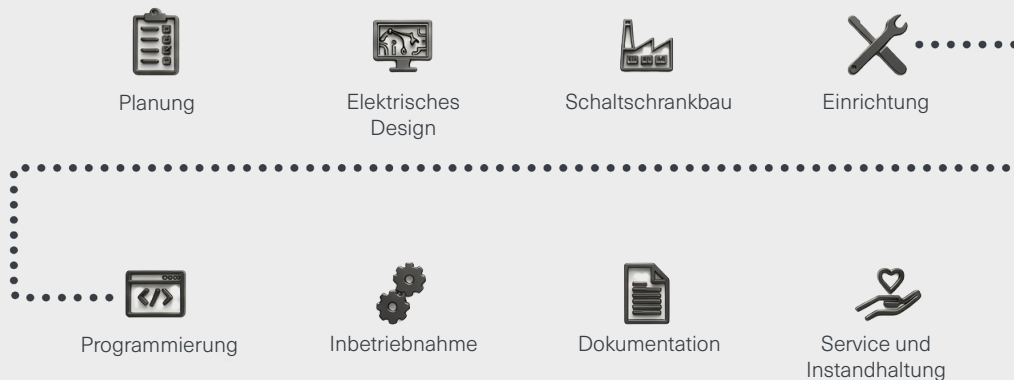 Planung
Elektrisches
Design
Schaltschrankbau
Einrichtung
</>
Programmierung
Inbetriebnahme
Dokumentation
Service und
Instandhaltung